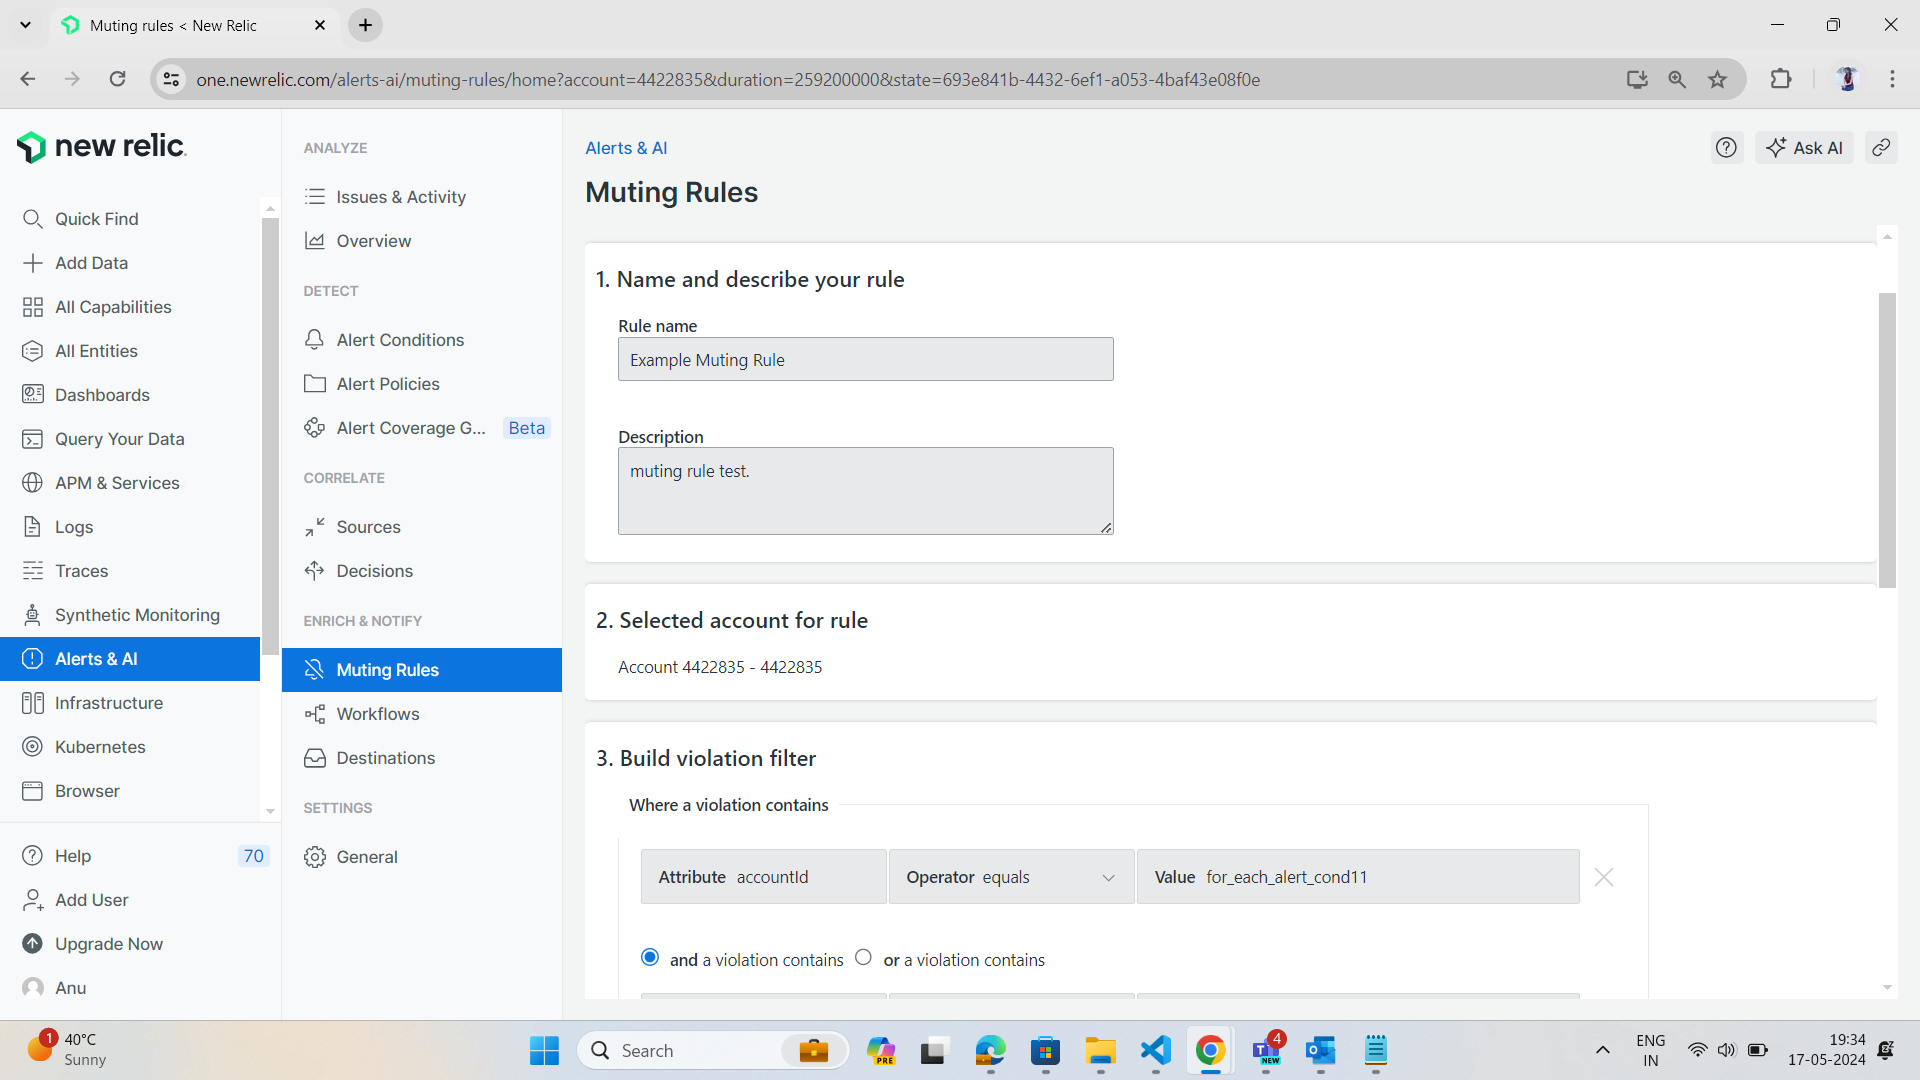 Muting rules < New Relic
one.newrelic.com/alerts-ai/muting-rules/home?account=4422835&duration=259200000&state=693e841b-4432-6ef1-a053-4baf43e08f0e
new relic.
Quick Find
Add Data
All Capabilities
All Entities
Dashboards
Query Your Data
APM & Services
Logs
Traces
Synthetic Monitoring
Alerts & AI
Infrastructure
Kubernetes
Browser
Help 70
Add User
Upgrade Now
Anu
ANALYZE
Issues & Activity
Overview
DETECT
Alert Conditions
Alert Policies
Alert Coverage G... Beta
CORRELATE
Sources
Decisions
ENRICH & NOTIFY
Muting Rules
Workflows
Destinations
SETTINGS
General
Alerts & AI
Ask AI
Muting Rules
1. Name and describe your rule
Rule name
Example Muting Rule
Description
muting rule test.
2. Selected account for rule
Account 4422835 - 4422835
3. Build violation filter
Where a violation contains
Attribute accountId Operator equals Value for_each_alert_cond11
and a violation contains or a violation contains
1 40°C
Sunny
Search
PRE
4
NEW
ENG
IN
19:34
17-05-2024